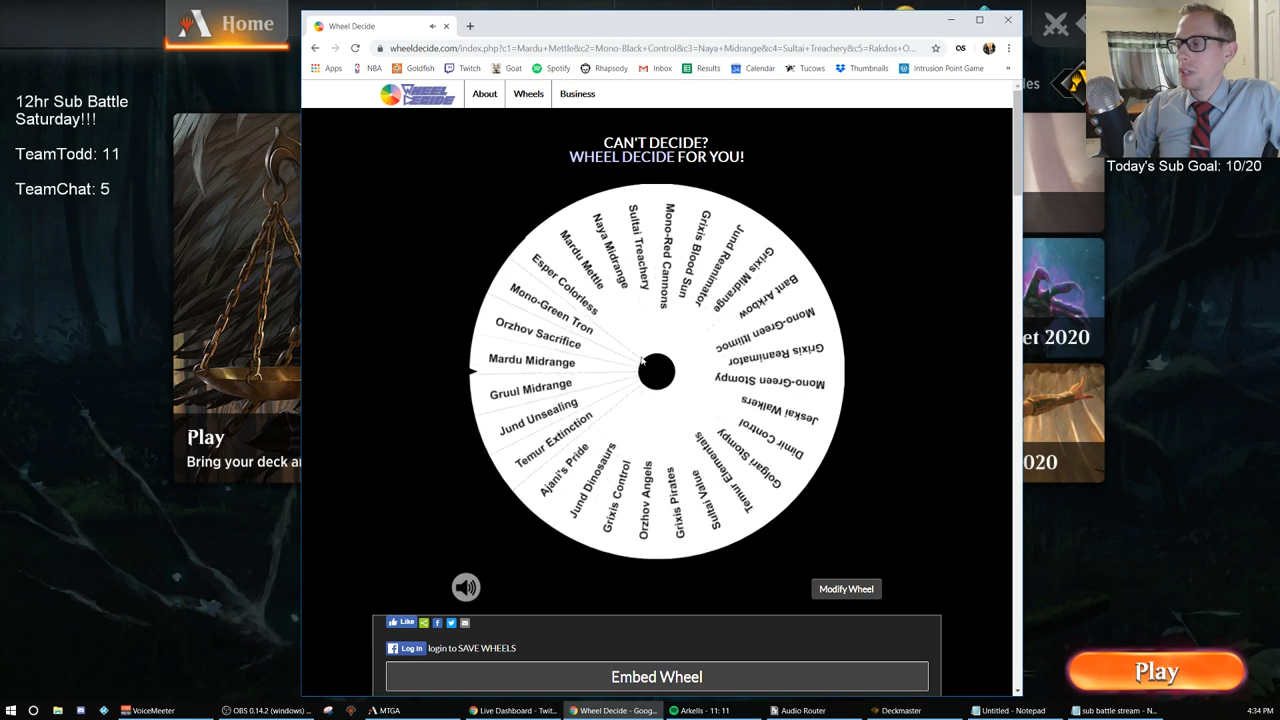 Home
12hr Sub Battle
Saturday!!!
TeamTodd: 11
TeamChat: 5
Wheel Decide
wheeldecide.com/index.php?c1=Mardu+Mettle&c2=Mono-Black+Control&c3=Naya+Midrange&c4=Sultai+Treachery&c5=Rakdos+O...
OS
Apps
NBA
Goldfish
Twitch
Goat
Spotify
Rhapsody
Inbox
Results
Calendar
Tucows
Thumbnails
Intrusion Point Game
WHEEL DECIDE
About
Wheels
Business
CAN'T DECIDE?
WHEEL DECIDE FOR YOU!
Mono-Red Cannons
Grixis Blood Sun
Jund Reanimator
Grixis Midrange
Bant Arkbow
Mono-Green Itlimoc
Grixis Reanimator
Mono-Green Stompy
Jeskai Walkers
Dimir Control
Golgari Stompy
Temur Elementals
Sultai Value
Grixis Pirates
Orzhov Angels
Grixis Control
Jund Dinosaurs
Ajani's Pride
Temur Extinction
Jund Unsealing
Gruul Midrange
Mardu Midrange
Orzhov Sacrifice
Mono-Green Tron
Esper Colorless
Mardu Mettle
Naya Midrange
Sultai Treachery
Modify Wheel
Like
Log In
login to SAVE WHEELS
Embed Wheel
Today's Sub Goal: 10/20
et 2020
020
Play
Bring your deck a
Play
VoiceMeeter
OBS 0.14.2 (windows) ...
MTGA
Live Dashboard - Twit...
Wheel Decide - Goog...
Arkells - 11: 11
Audio Router
Deckmaster
Untitled - Notepad
sub battle stream - N...
4:34 PM